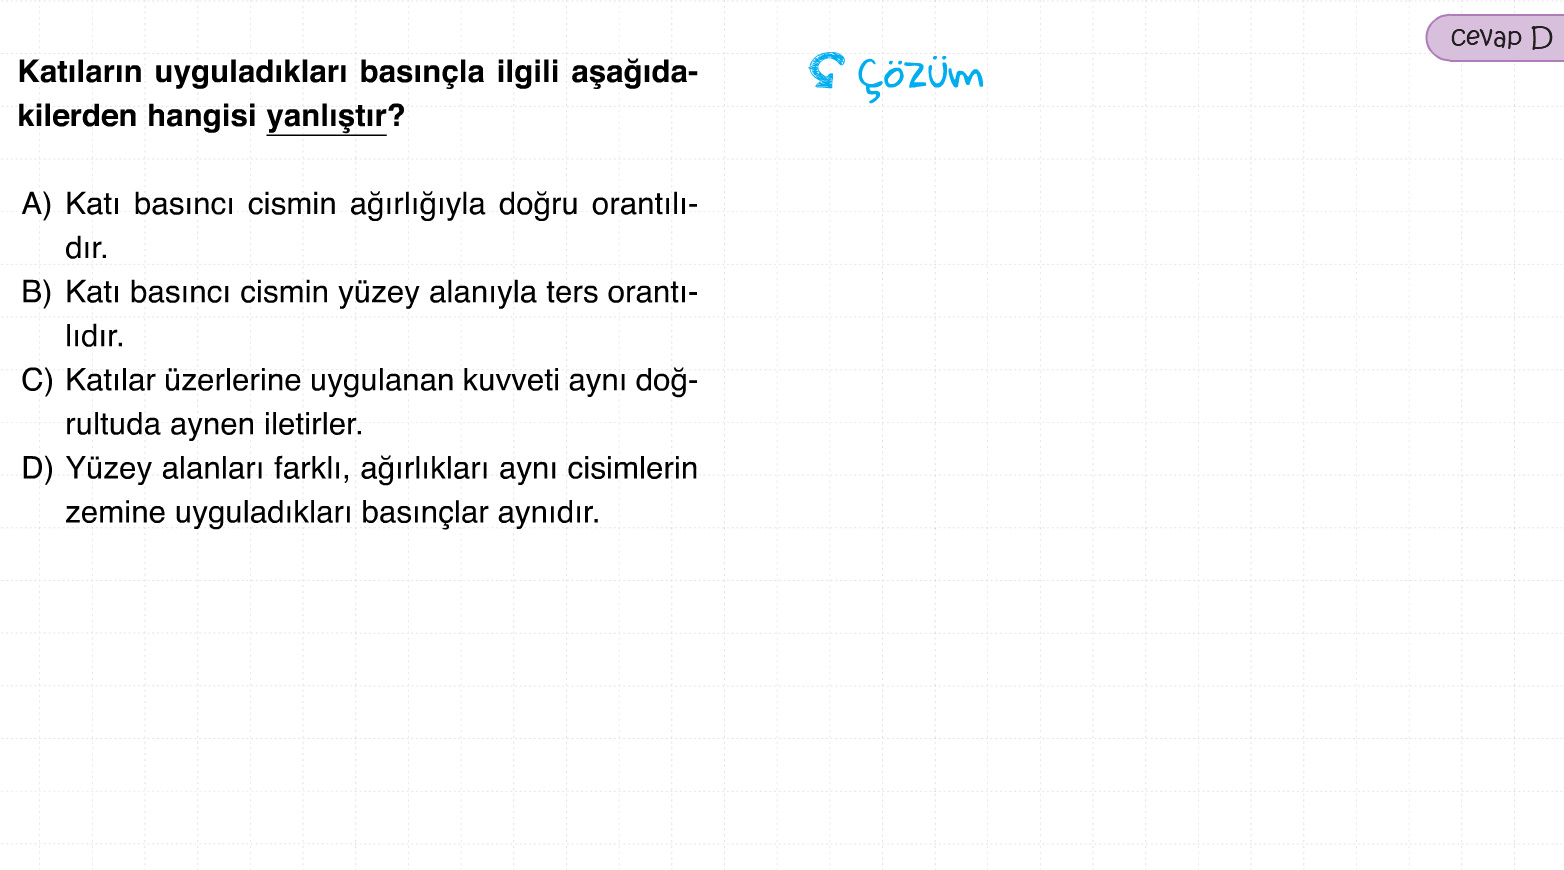 Katıların uyguladıkları basınçla ilgili aşağıda-
kilerden hangisi yanlıştır?
A) Katı basıncı cismin ağırlığıyla doğru orantılı-
dır.
B) Katı basıncı cismin yüzey alanıyla ters orantı-
lıdır.
C) Katılar üzerlerine uygulanan kuvveti aynı doğ-
rultuda aynen iletirler.
D) Yüzey alanları farklı, ağırlıkları aynı cisimlerin
zemine uyguladıkları basınçlar aynıdır.
Çözüm
cevap D